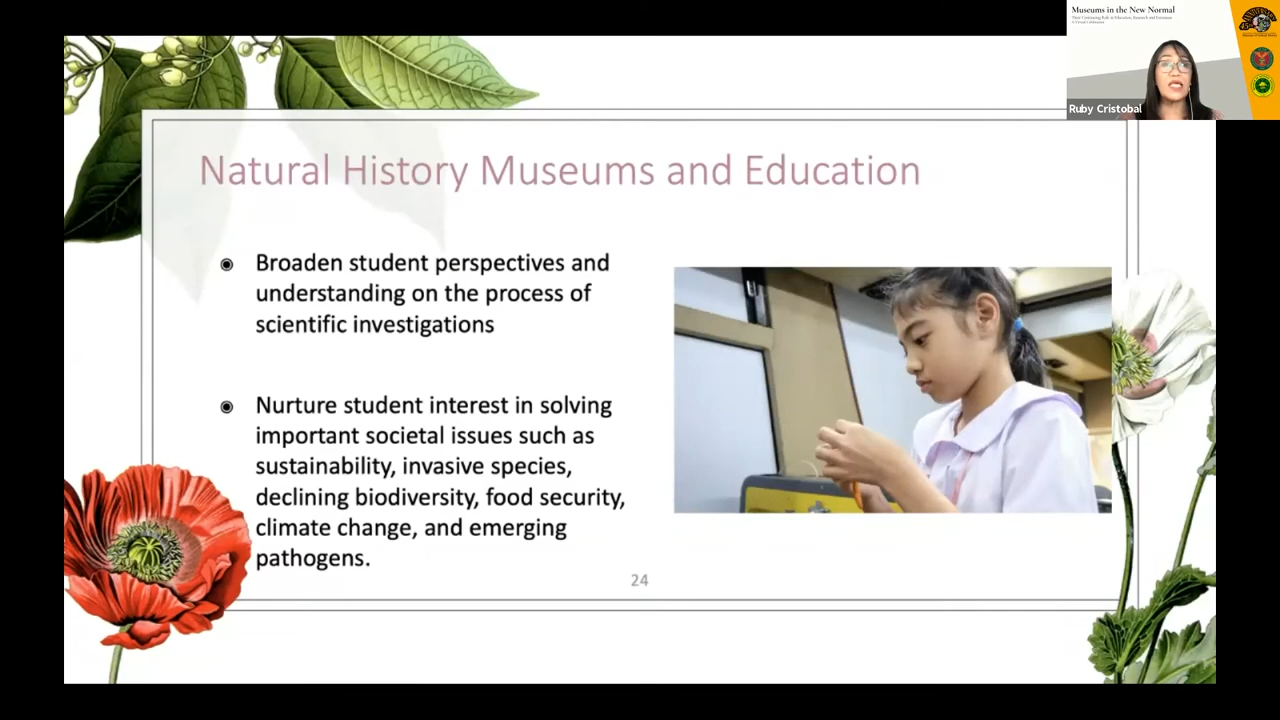 Museums in the New Normal
Ruby Cristobal
Natural History Museums and Education
Broaden student perspectives and
understanding on the process of
scientific investigations
Nurture student interest in solving
important societal issues such as
sustainability, invasive species,
declining biodiversity, food security,
climate change, and emerging
pathogens.
24